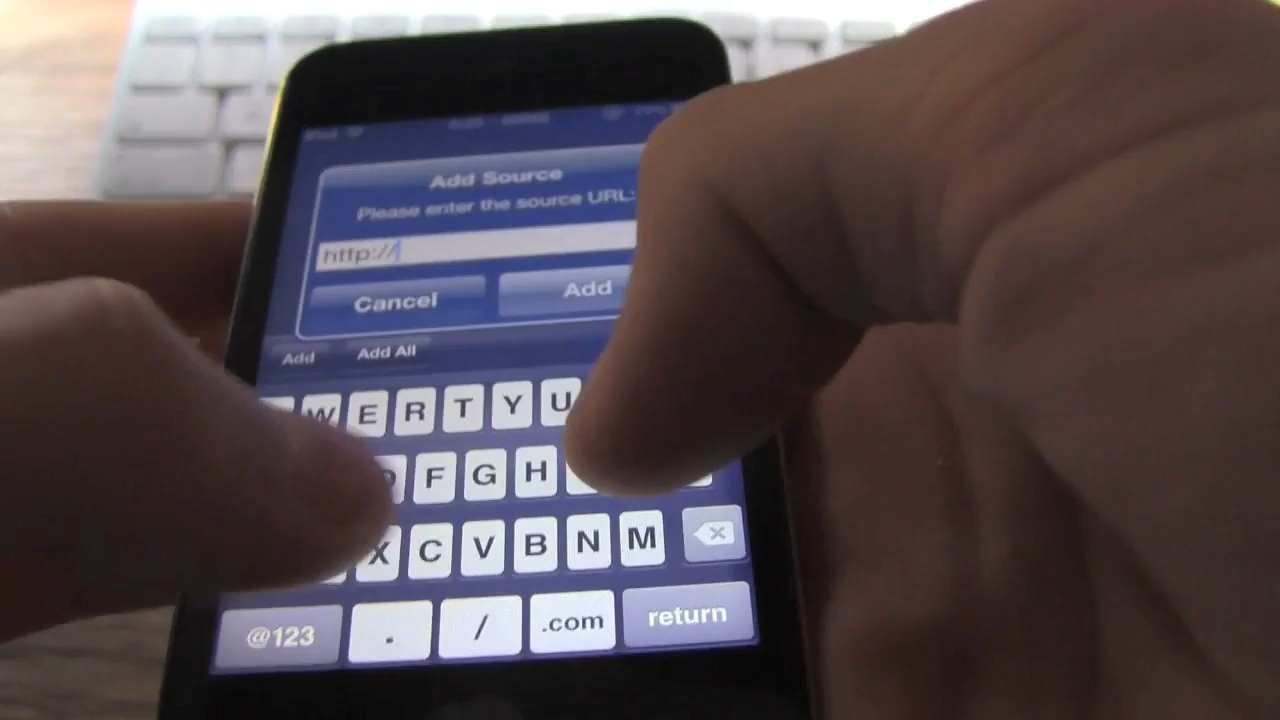 Add Source
Please enter the source URL:
http://
Cancel Add
Add Add All
W E R T Y U
F G H
X C V B N M
@123 . / .com return